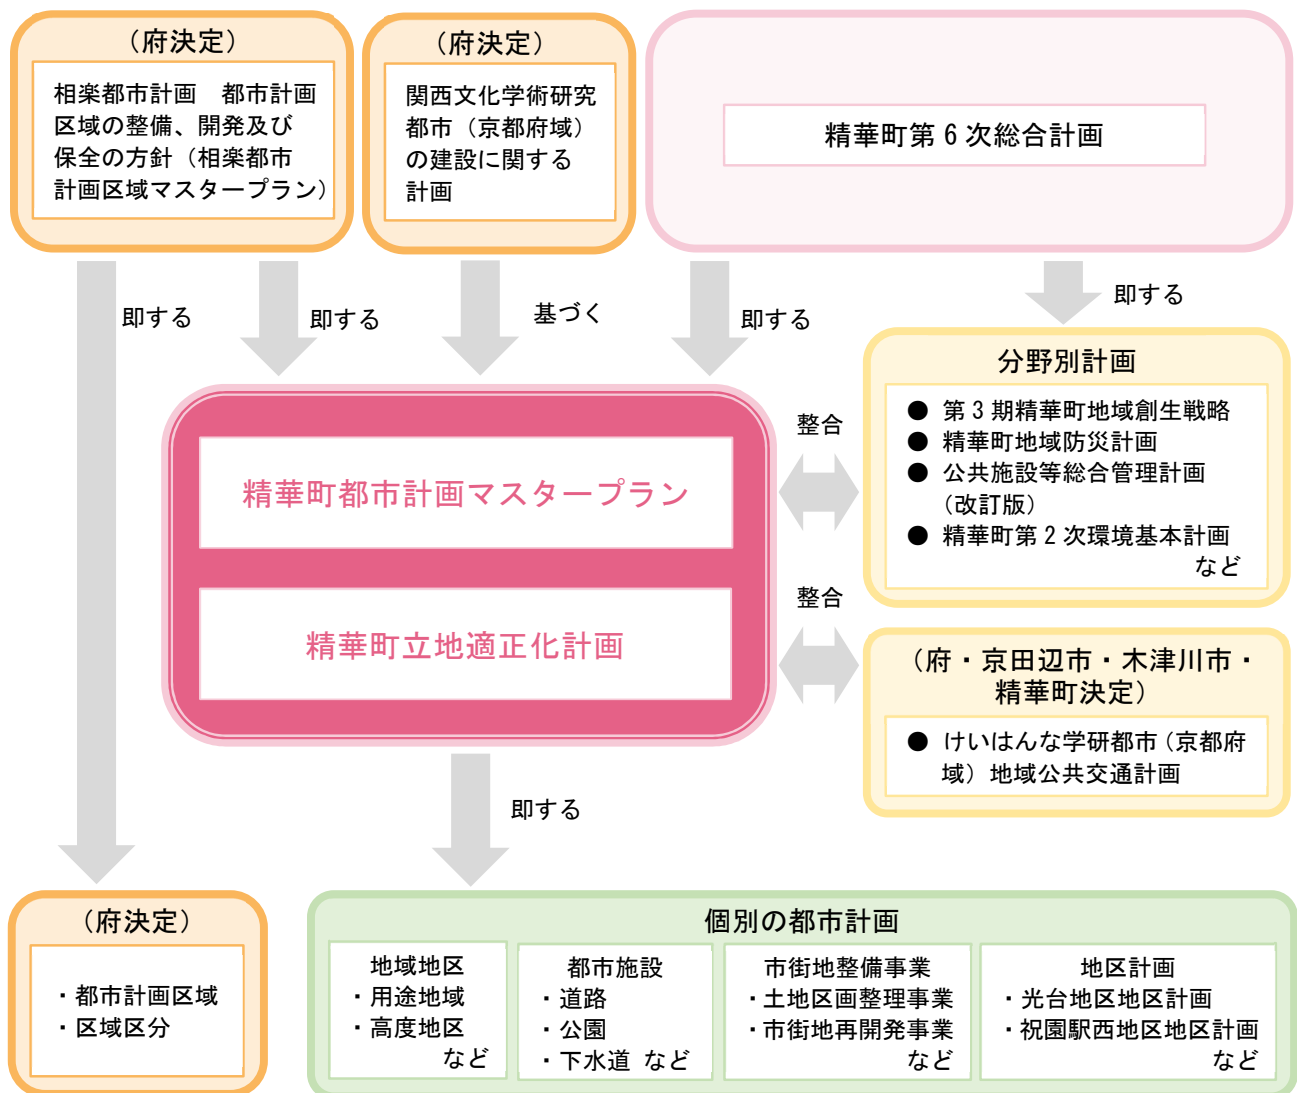 （府決定）
相楽都市計画　都市計画
区域の整備、開発及び
保全の方針（相楽都市
計画区域マスタープラン）
（府決定）
関西文化学術研究
都市（京都府域）
の建設に関する
計画
精華町第6次総合計画
即する
即する
基づく
即する
即する
分野別計画
● 第3期精華町地域創生戦略
● 精華町地域防災計画
● 公共施設等総合管理計画
（改訂版）
● 精華町第2次環境基本計画
など
整合
精華町都市計画マスタープラン
精華町立地適正化計画
整合
（府・京田辺市・木津川市・
精華町決定）
● けいはんな学研都市（京都府
域）地域公共交通計画
即する
（府決定）
・都市計画区域
・区域区分
個別の都市計画
地域地区
・用途地域
・高度地区
など
都市施設
・道路
・公園
・下水道 など
市街地整備事業
・土地区画整理事業
・市街地再開発事業
など
地区計画
・光台地区地区計画
・祝園駅西地区地区計画
など